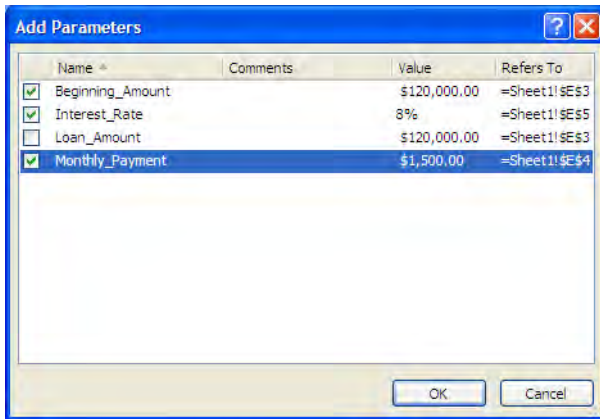 Add Parameters
Name Comments Value Refers To
Beginning_Amount $120,000.00 =Sheet1!$E$3
Interest_Rate 8% =Sheet1!$E$5
Loan_Amount $120,000.00 =Sheet1!$E$3
Monthly_Payment $1,500.00 =Sheet1!$E$4
OK Cancel